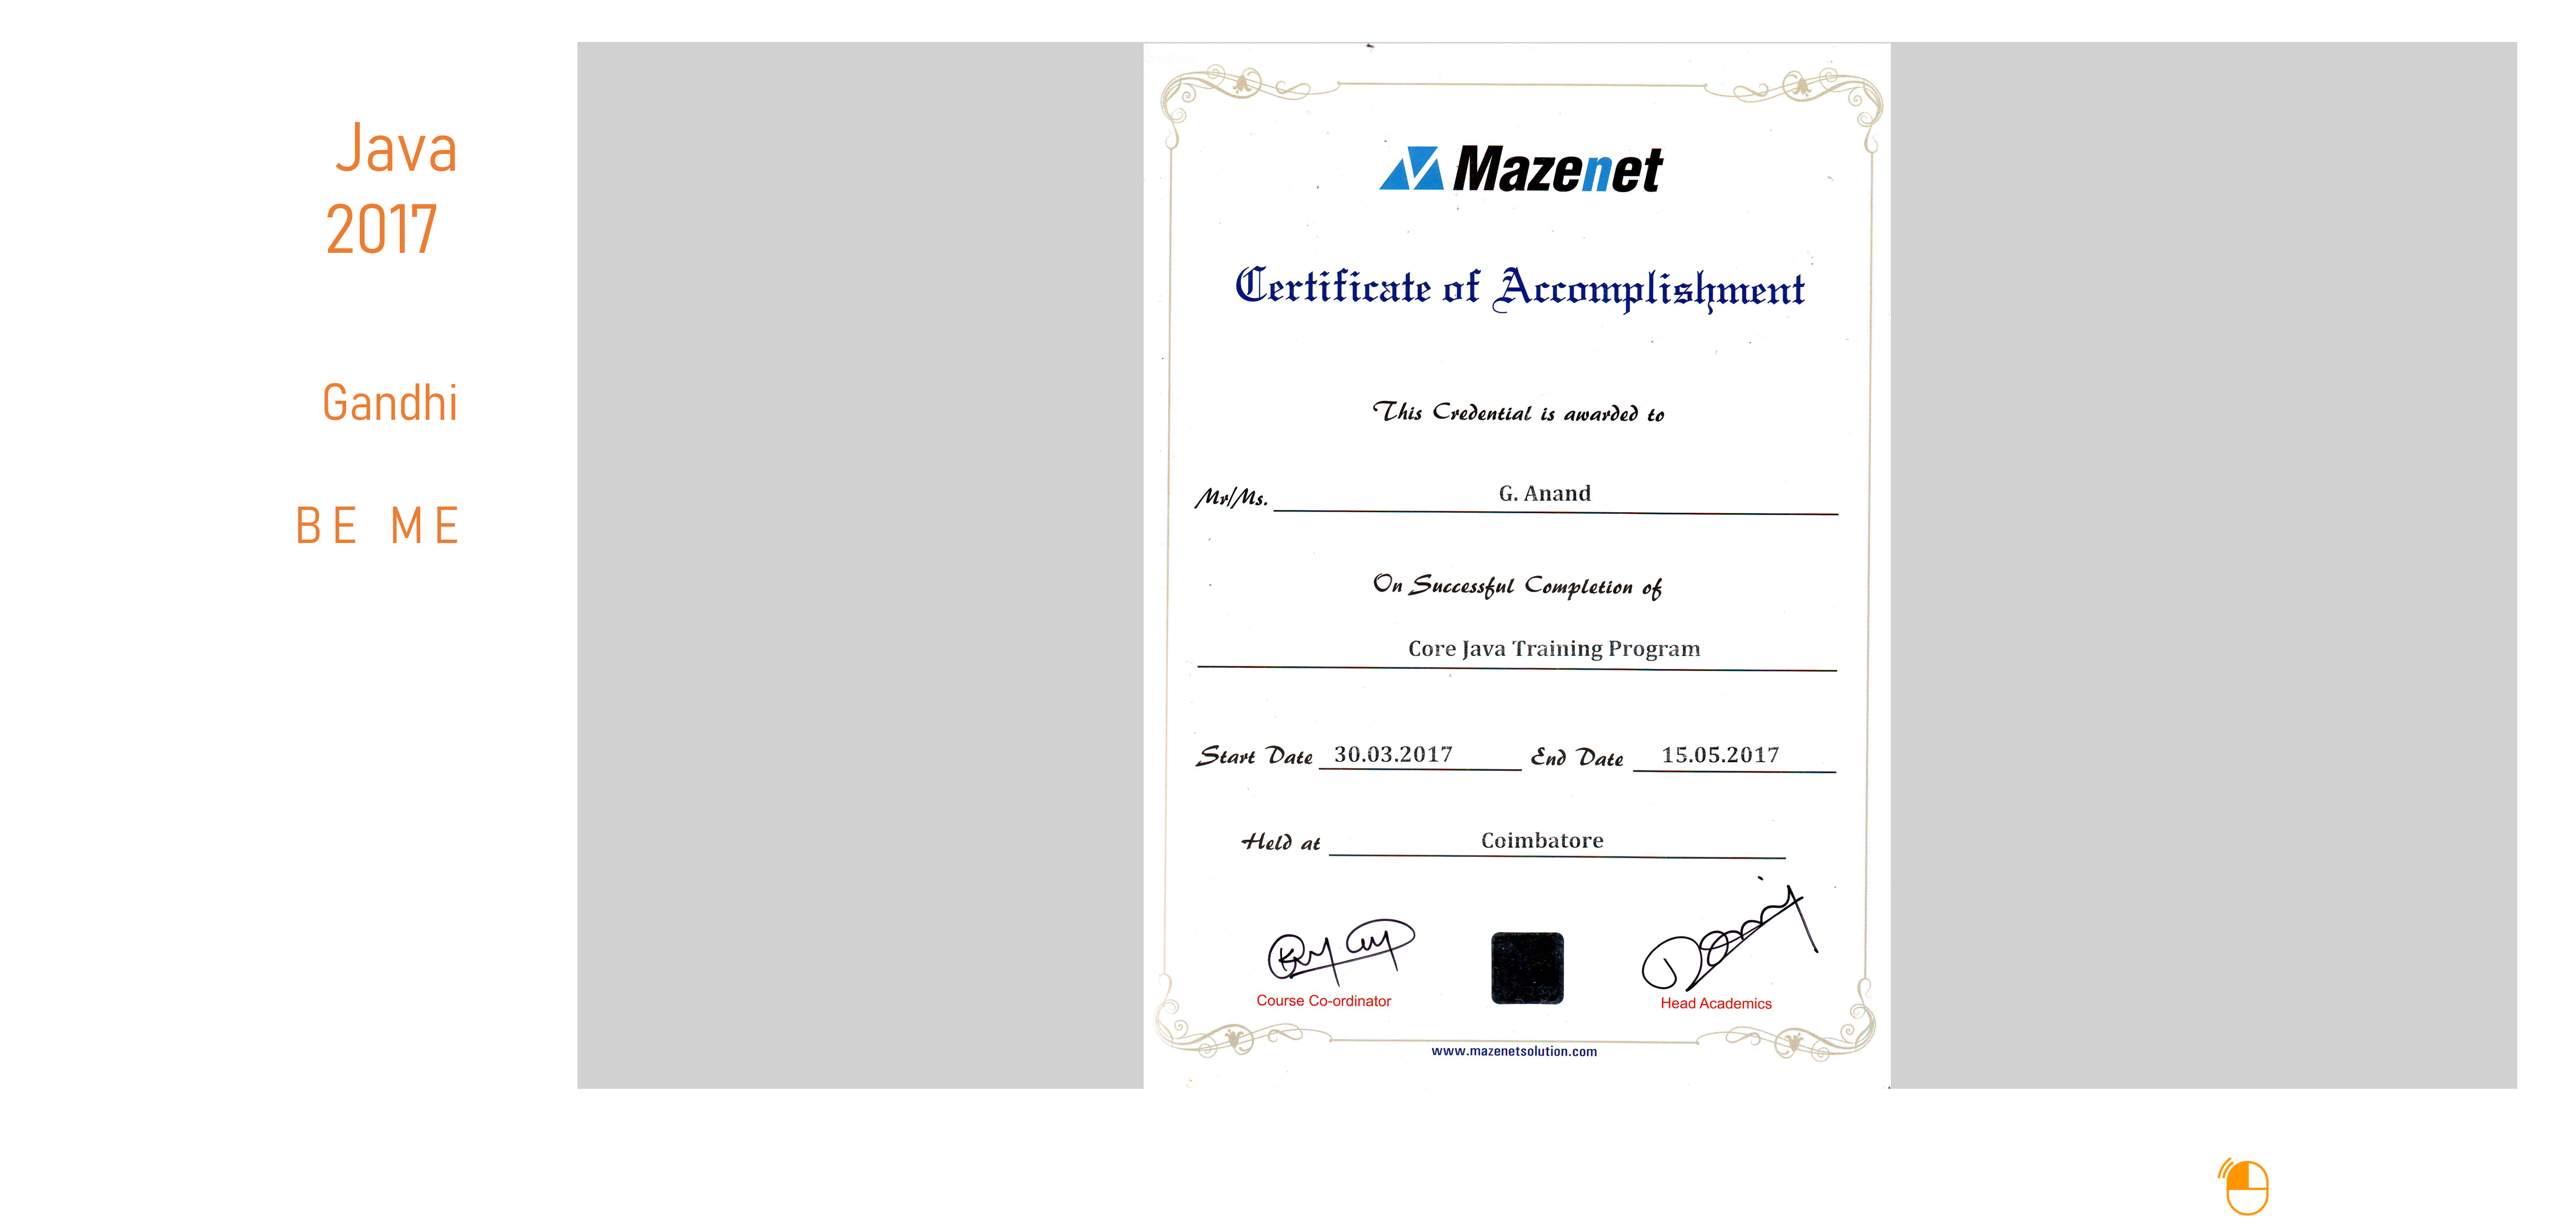 Java
2017
Gandhi
BE ME
Mazenet
Certificate of Accomplishment
This Credential is awarded to
Mr/Ms. G. Anand
On Successful Completion of
Core Java Training Program
Start Date 30.03.2017 End Date 15.05.2017
Held at Coimbatore
Course Co-ordinator Head Academics
www.mazenetsolution.com